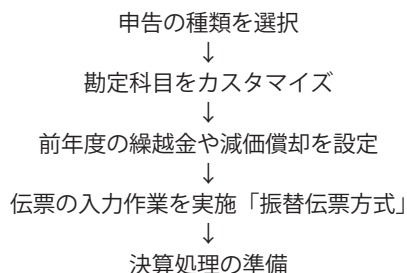 申告の種類を選択
↓
勘定科目をカスタマイズ
↓
前年度の繰越金や減価償却を設定
↓
伝票の入力作業を実施「振替伝票方式」
↓
決算処理の準備